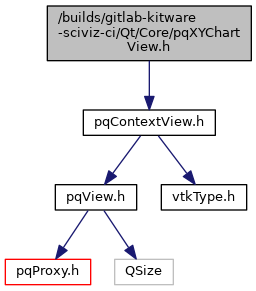 /builds/gitlab-kitware
-sciviz-ci/Qt/Core/pqXYChart
View.h
pqContextView.h
pqView.h
vtkType.h
pqProxy.h
QSize